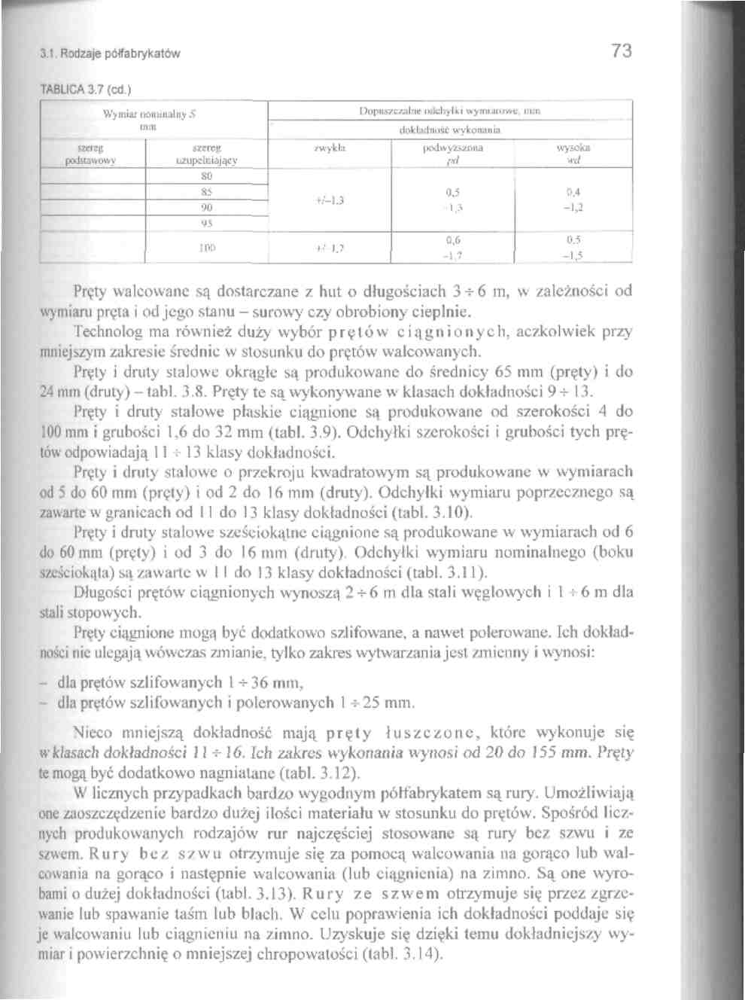 3.1. Rodzaje półfabrykatów 73
TABLICA 3.7 (cd.)
Wymiar nominalny S
mm
Dopuszczalne odchyłki wymiarowe, mm
dokładność wykonania
szereg podstawowy
szereg uzupełniający
zwykła
podwyższona pd
wysoka wd
80
85
90
95
+/–1.3
0,5
–1,3
0,4
–1,2
100
+/–1.7
0,6
–1,7
0.5
–1,5
Pręty walcowane są dostarczane z hut o długościach 3 ÷ 6 m, w zależności od
wymiaru pręta i od jego stanu – surowy czy obrobiony cieplnie.
Technolog ma również duży wybór prętów ciągnionych, aczkolwiek przy
mniejszym zakresie średnic w stosunku do prętów walcowanych.
Pręty i druty stalowe okrągłe są produkowane do średnicy 65 mm (pręty) i do
24 mm (druty) – tabl. 3.8. Pręty te są wykonywane w klasach dokładności 9 ÷ 13.
Pręty i druty stalowe płaskie ciągnione są produkowane od szerokości 4 do
100 mm i grubości 1,6 do 32 mm (tabl. 3.9). Odchyłki szerokości i grubości tych prę-
tów odpowiadają 11 ÷ 13 klasy dokładności.
Pręty i druty stalowe o przekroju kwadratowym są produkowane w wymiarach
od 5 do 60 mm (pręty) i od 2 do 16 mm (druty). Odchyłki wymiaru poprzecznego są
zawarte w granicach od 11 do 13 klasy dokładności (tabl. 3.10).
Pręty i druty stalowe sześciokątne ciągnione są produkowane w wymiarach od 6
do 60 mm (pręty) i od 3 do 16 mm (druty). Odchyłki wymiaru nominalnego (boku
sześciokąta) są zawarte w 11 do 13 klasy dokładności (tabl. 3.11).
Długości prętów ciągnionych wynoszą 2 ÷ 6 m dla stali węglowych i 1 ÷ 6 m dla
stali stopowych.
Pręty ciągnione mogą być dodatkowo szlifowane, a nawet polerowane. Ich dokład-
ności nie ulegają wówczas zmianie, tylko zakres wytwarzania jest zmienny i wynosi:
– dla prętów szlifowanych 1 ÷ 36 mm,
– dla prętów szlifowanych i polerowanych 1 ÷ 25 mm.
Nieco mniejszą dokładność mają pręty łuszczone, które wykonuje się
w klasach dokładności 11 ÷ 16. Ich zakres wykonania wynosi od 20 do 155 mm. Pręty
te mogą być dodatkowo nagniatane (tabl. 3.12).
W licznych przypadkach bardzo wygodnym półfabrykatem są rury. Umożliwiają
one zaoszczędzenie bardzo dużej ilości materiału w stosunku do prętów. Spośród licz-
nych produkowanych rodzajów rur najczęściej stosowane są rury bez szwu i ze
szwem. Rury bez szwu otrzymuje się za pomocą walcowania na gorąco lub wal-
cowania na gorąco i następnie walcowania (lub ciągnienia) na zimno. Są one wyro-
bami o dużej dokładności (tabl. 3.13). Rury ze szwem otrzymuje się przez zgrze-
wanie lub spawanie taśm lub blach. W celu poprawienia ich dokładności poddaje się
je walcowaniu lub ciągnieniu na zimno. Uzyskuje się dzięki temu dokładniejszy wy-
miar i powierzchnię o mniejszej chropowatości (tabl. 3.14).